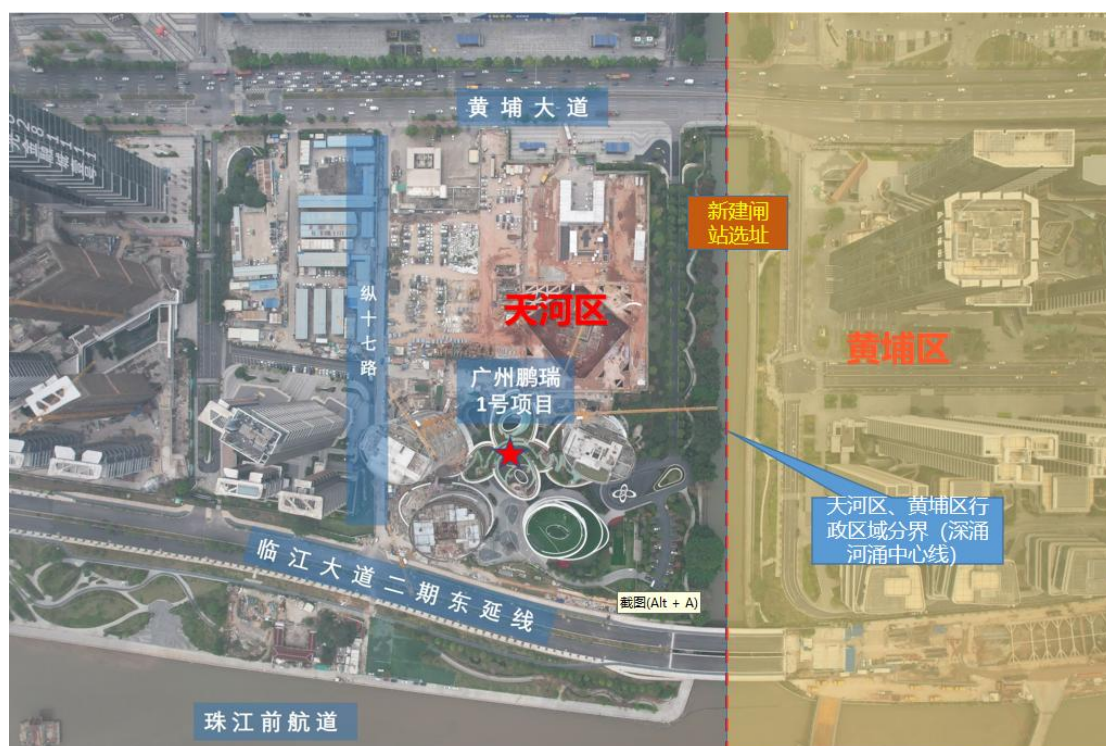 黄埔大道
新建闸
站选址
纵十七路
天河区
黄埔区
广州鹏瑞
1号项目
天河区、黄埔区行
政区域分界（深涌
河涌中心线）
临江大道二期东延线
截图(Alt + A)
珠江前航道